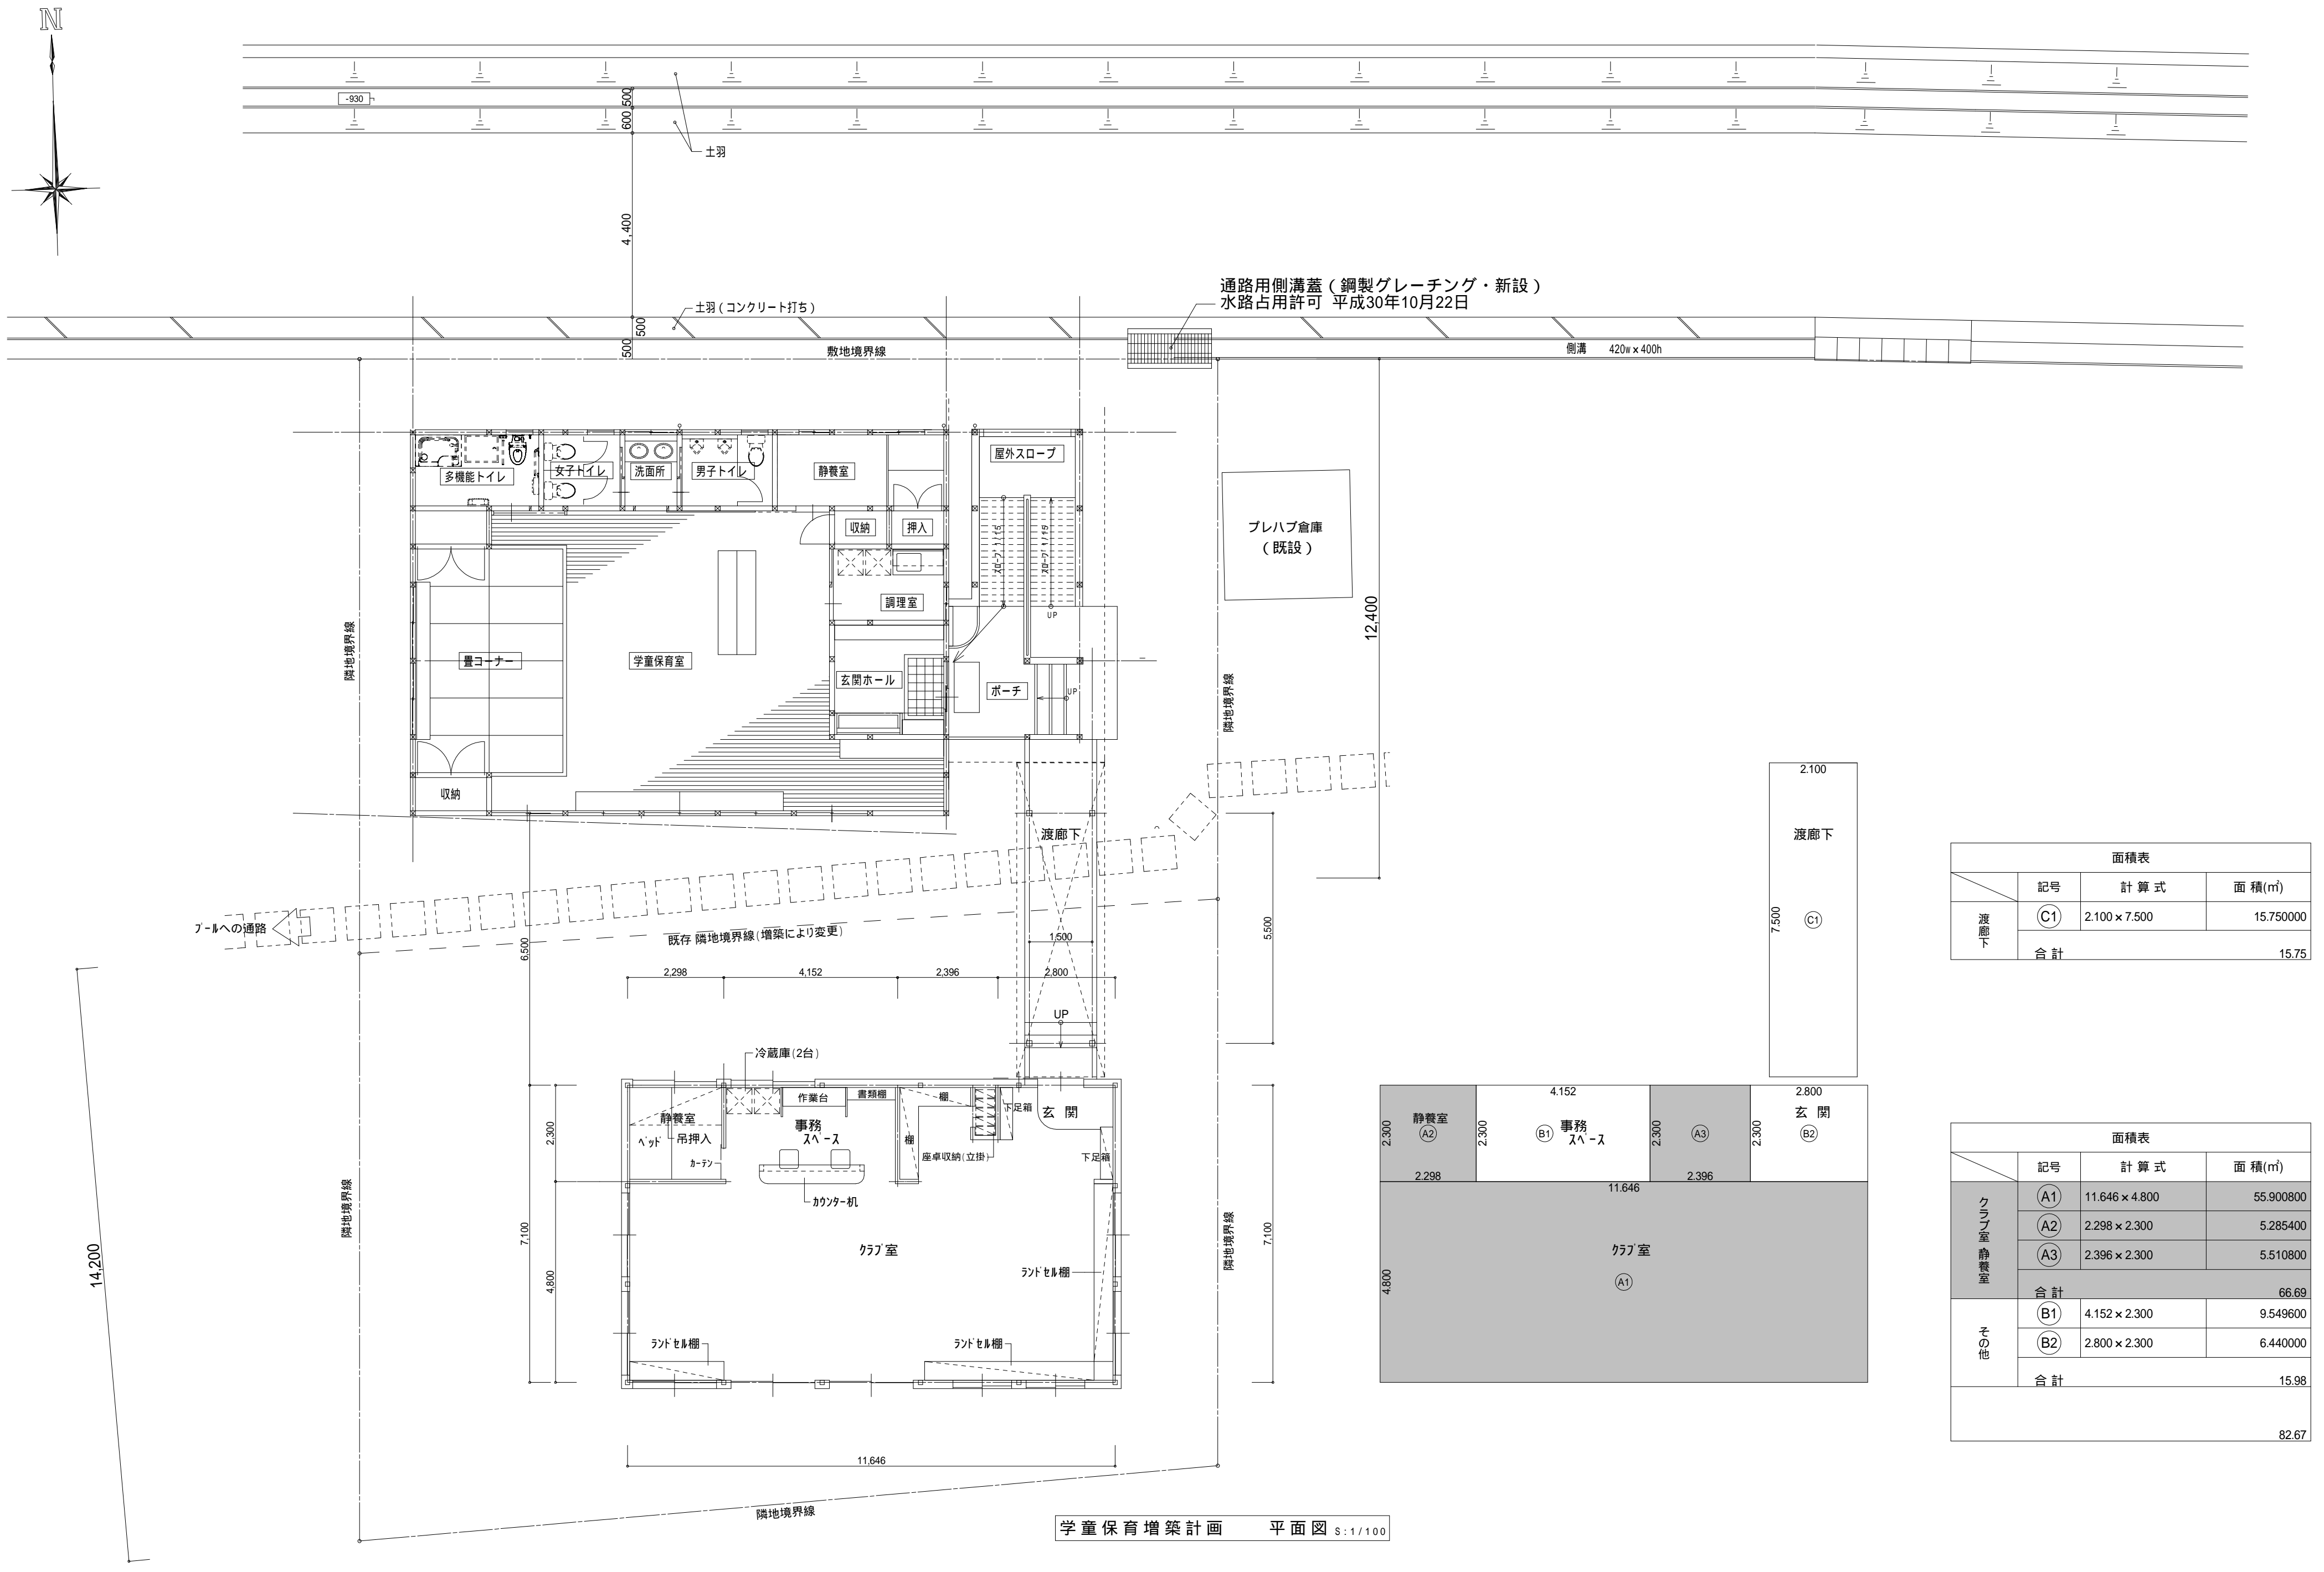 N
-930
500
600
土羽
4,400
通路用側溝蓋（鋼製グレーチング・新設）
水路占用許可 平成30年10月22日
土羽（コンクリート打ち）
500
500
敷地境界線
側溝 420w×400h
多機能トイレ
女子トイレ
洗面所
男子トイレ
静養室
屋外スロープ
収納
押入
スロープ 1/15
スロープ 1/15
プレハブ倉庫
（既設）
調理室
UP
12,400
隣地境界線
畳コーナー
学童保育室
玄関ホール
ポーチ
UP
隣地境界線
収納
渡廊下
プールへの通路
既存 隣地境界線(増築により変更)
6,500
1,500
5,500
2,298
4,152
2,396
2,800
14,200
UP
冷蔵庫(2台)
静養室
ベッド
吊押入
カーテン
作業台
書類棚
事務
スペース
棚
棚
座卓収納(立掛)
下足箱
玄 関
下足箱
カウンター机
2,300
7,100
4,800
クラブ室
ランドセル棚
ランドセル棚
ランドセル棚
7,100
隣地境界線
隣地境界線
11,646
隣地境界線
2.100
渡廊下
7.500
C1
静養室
A2
2.300
2.298
4.152
B1
事務
スペース
2.300
2.300
A3
2.396
2.800
玄 関
B2
2.300
11.646
クラブ室
A1
4.800
面積表
記号 計 算 式 面 積(㎡)
渡廊下
C1 2.100×7.500 15.750000
合 計 15.75
面積表
記号 計 算 式 面 積(㎡)
クラブ室 静養室
A1 11.646×4.800 55.900800
A2 2.298×2.300 5.285400
A3 2.396×2.300 5.510800
合 計 66.69
その他
B1 4.152×2.300 9.549600
B2 2.800×2.300 6.440000
合 計 15.98
82.67
学童保育増築計画 平面図 S:1/100